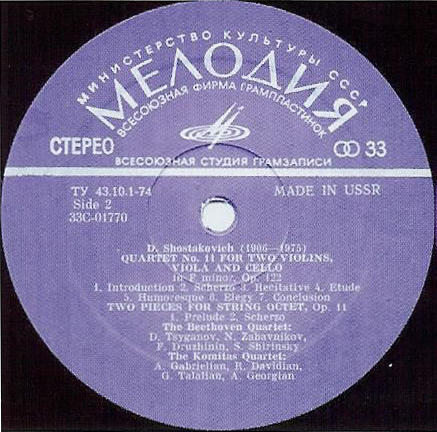 МИНИСТЕРСТВО КУЛЬТУРЫ СССР
МЕЛОДИЯ
ВСЕСОЮЗНАЯ ФИРМА ГРАМПЛАСТИНОК
СТЕРЕО
33
ВСЕСОЮЗНАЯ СТУДИЯ ГРАМЗАПИСИ
ТУ 43.10.1-74
MADE IN USSR
Side 2
33С-01770
D. Shostakovich (1906—1975)
QUARTET No. 11 FOR TWO VIOLINS,
VIOLA AND CELLO
in F minor, Op. 122
1. Introduction 2. Scherzo 3. Recitative 4. Etude
5. Humoresque 6. Elegy 7. Conclusion
TWO PIECES FOR STRING OCTET, Op. 11
1. Prelude 2. Scherzo
The Beethoven Quartet:
D. Tsyganov, N. Zabavnikov,
F. Druzhinin, S. Shirinsky
The Komitas Quartet:
A. Gabrielian, R. Davidian,
G. Talalian, A. Georgian